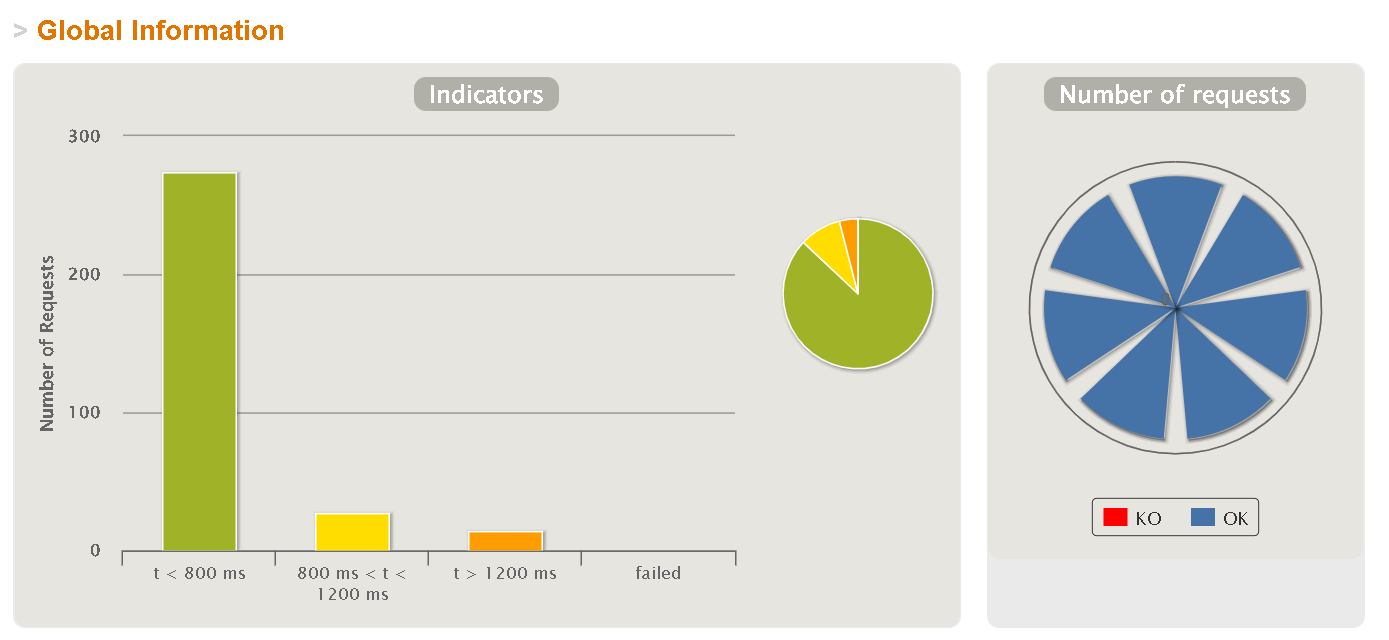 > Global Information
Indicators
300
200
100
0
Number of Requests
t < 800 ms
800 ms < t <
1200 ms
t > 1200 ms
failed
Number of requests
0
KO
OK